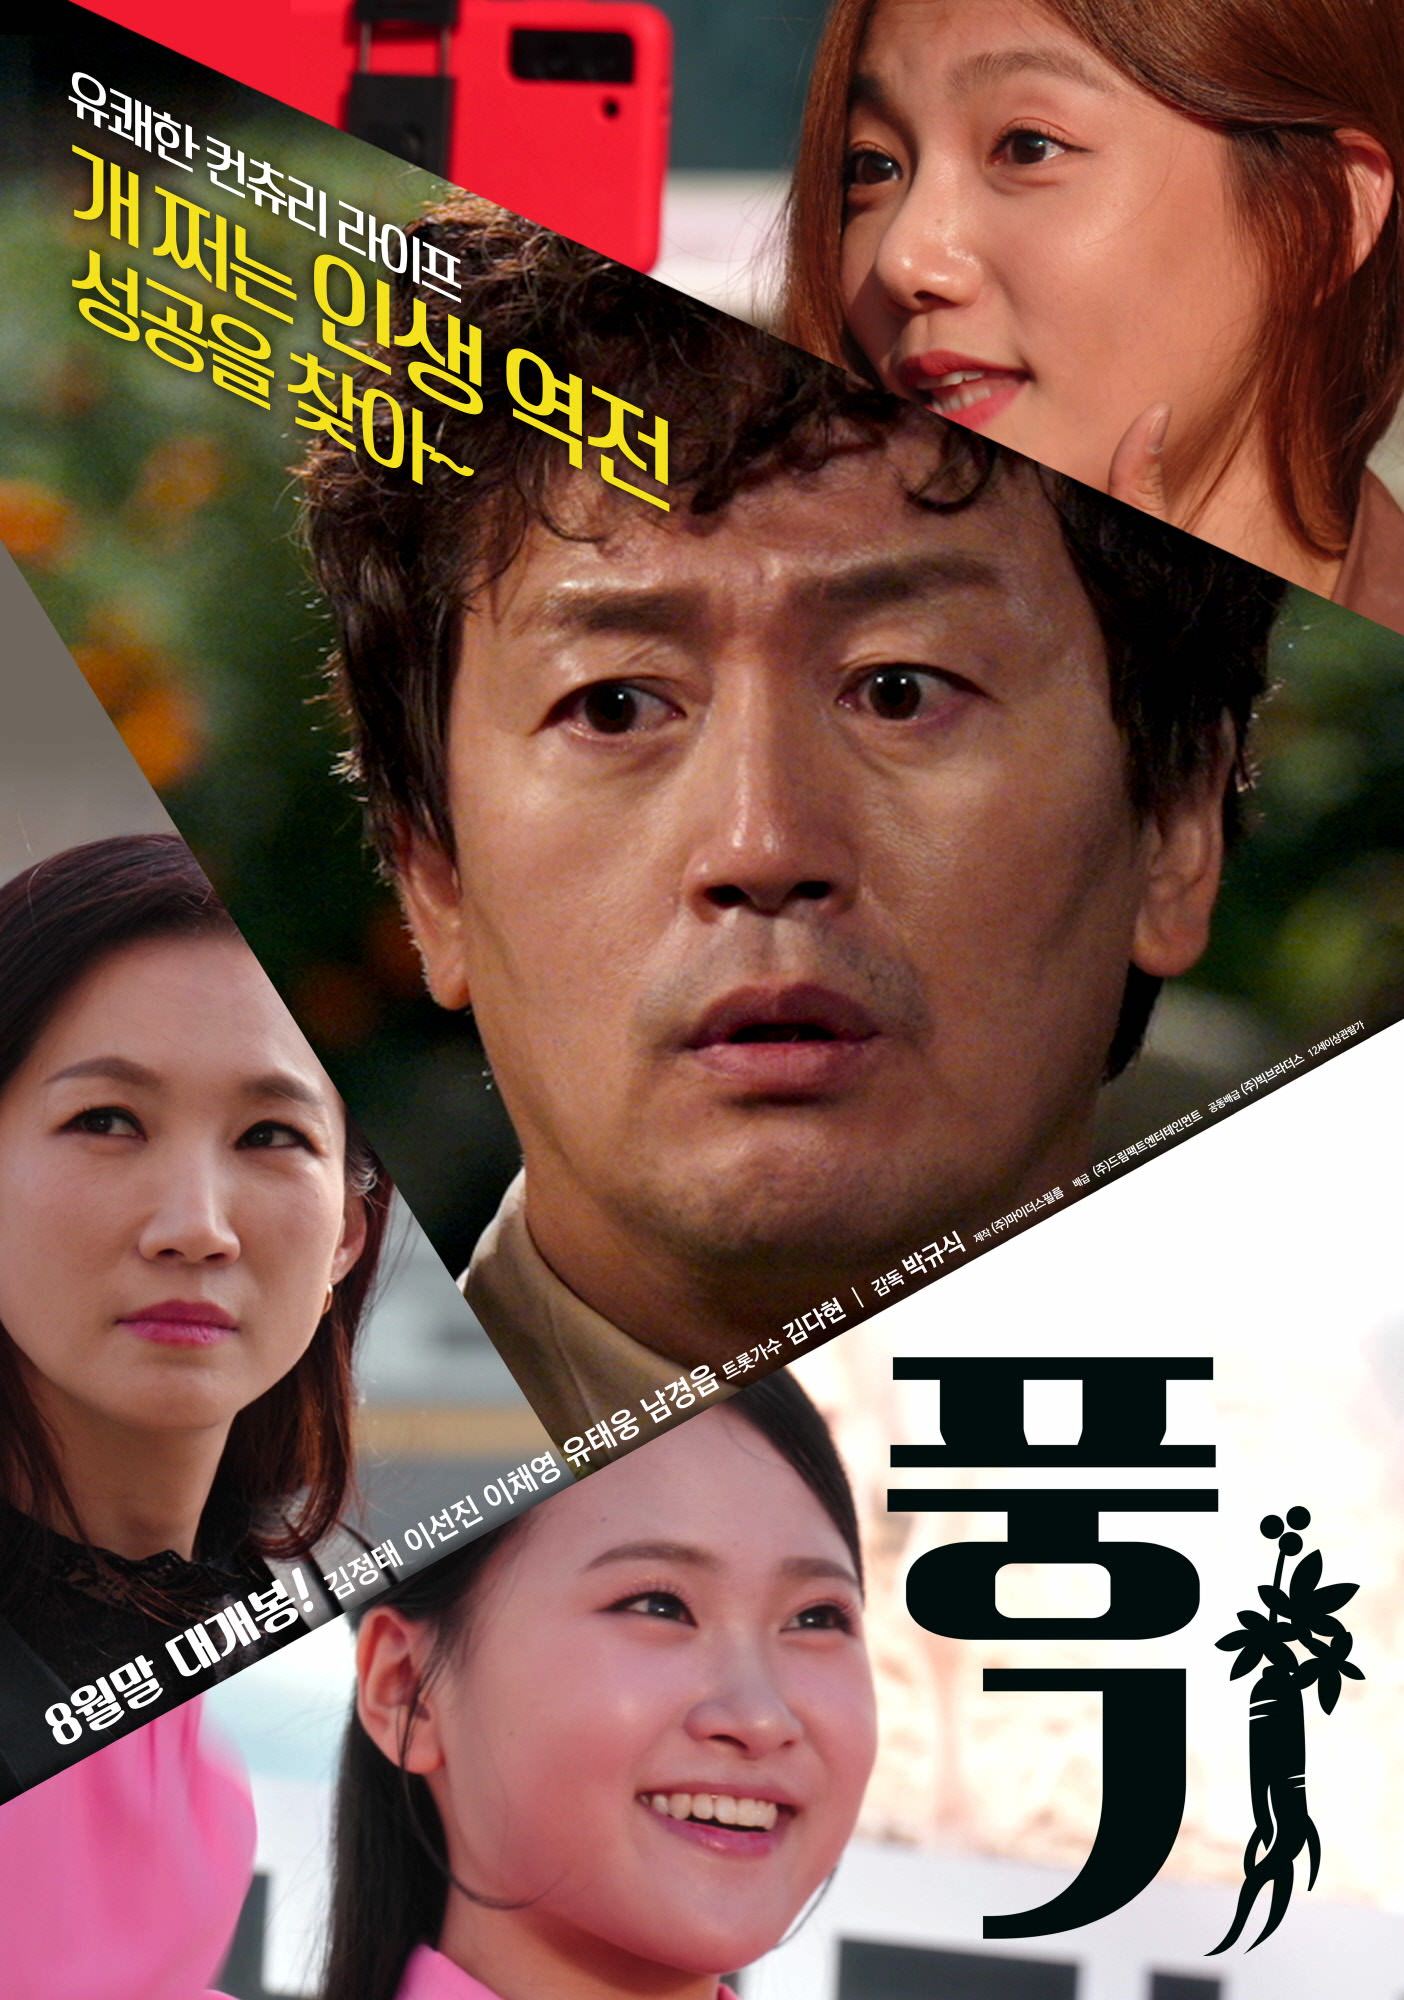 유쾌한 컨츄리 라이프
개 쩌는 인생 역전
성공을 찾아~
8월말 대개봉! 김정태 이선진 이채영 유태웅 남경읍 트롯가수 김다현 | 감독 박규식 제작 (주)마이더스필름 배급 (주)드림팩트엔터테인먼트 공동배급 (주)빅브라더스 12세이상관람가
풍기